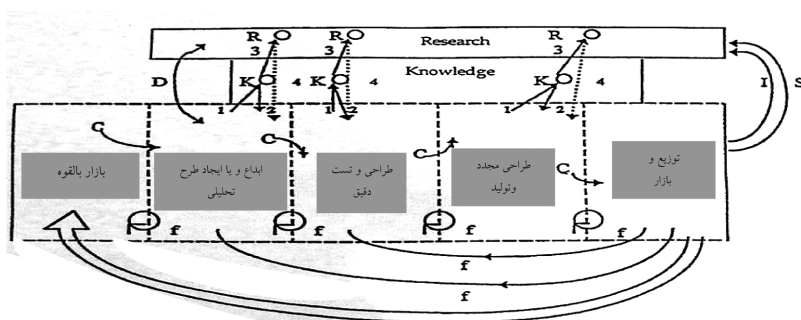 R
R
R
3
3
3
Research
Knowledge
D
K
4
K
4
K
4
I
S
1
2
1
2
1
2
C
C
C
C
بازار بالقوه
ابداع و یا ایجاد طرح
تحلیلی
طراحی و تست
دقیق
طراحی مجدد
وتولید
توزیع و
بازار
f
f
f
f
f
f
f
f
f
f